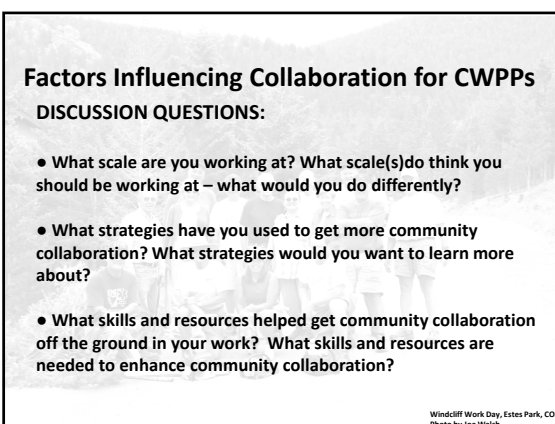 Factors Influencing Collaboration for CWPPs
DISCUSSION QUESTIONS:
● What scale are you working at? What scale(s)do think you
should be working at – what would you do differently?
● What strategies have you used to get more community
collaboration? What strategies would you want to learn more
about?
● What skills and resources helped get community collaboration
off the ground in your work?  What skills and resources are
needed to enhance community collaboration?
Windcliff Work Day, Estes Park, CO
Photo by Joe Welsh